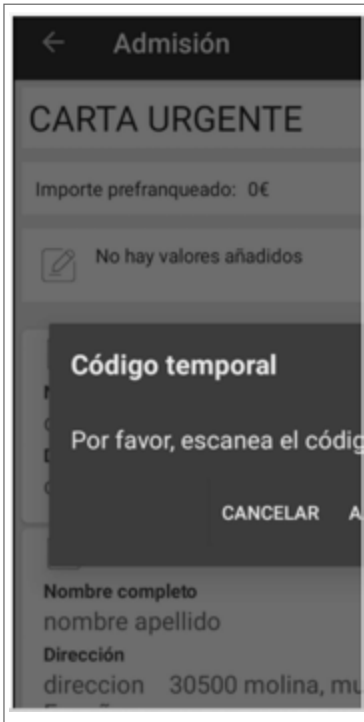 Admisión
CARTA URGENTE
Importe prefranqueado: 0€
No hay valores añadidos
Código temporal
Por favor, escanea el códig
CANCELAR A
Nombre completo
nombre apellido
Dirección
direccion 30500 molina, mu